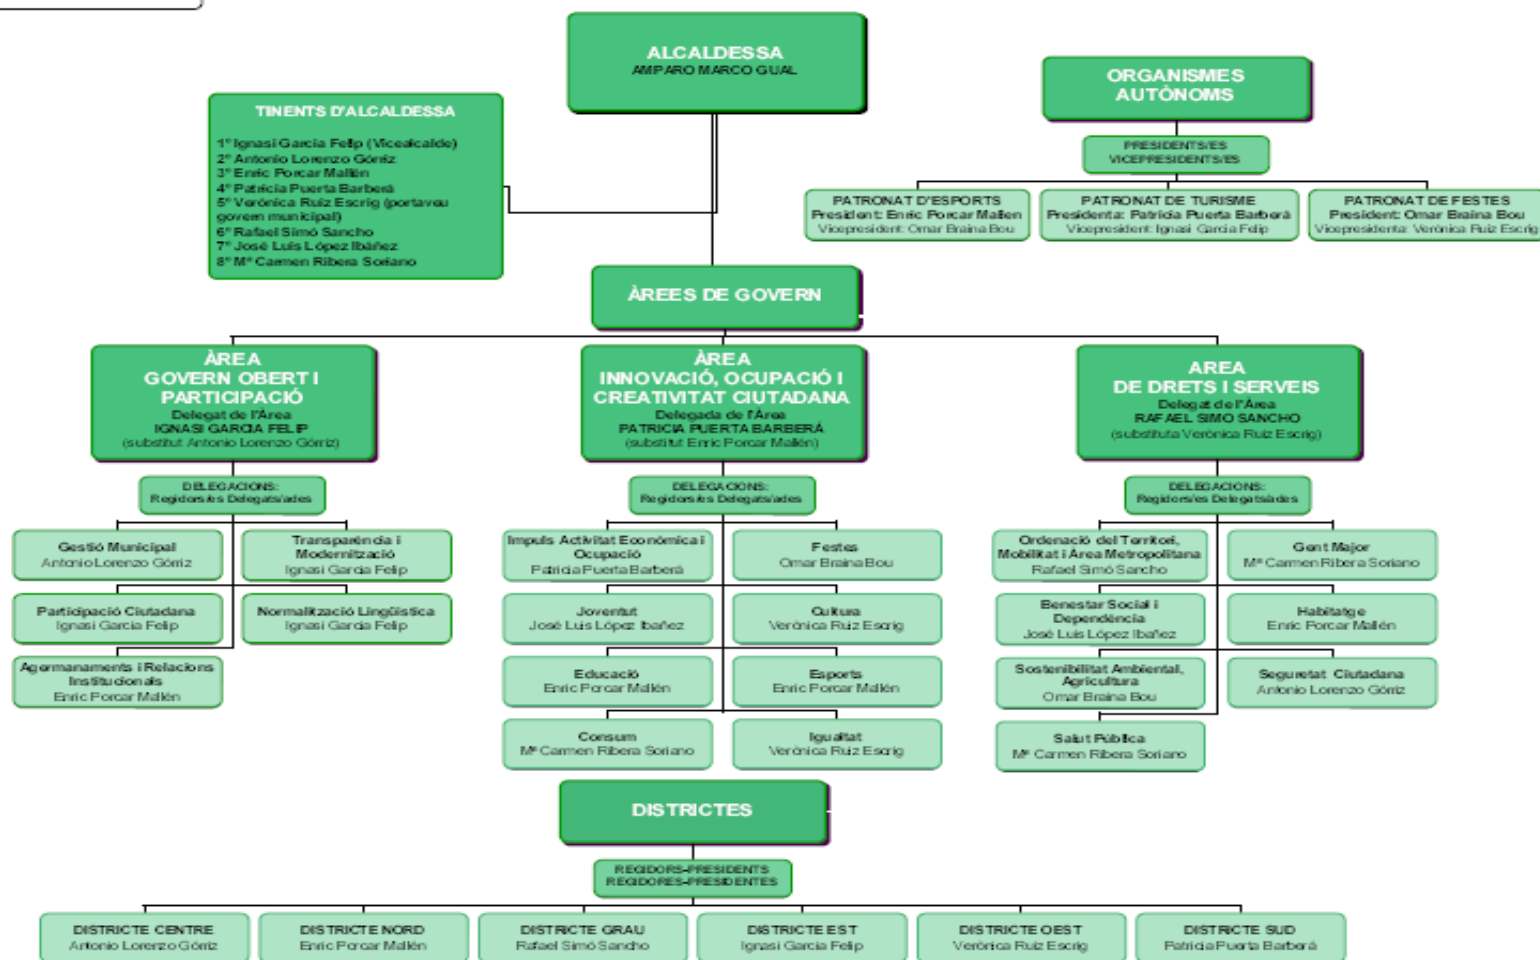 ALCALDESSA
AMPARO MARCO GUAL
ORGANISMES
AUTÒNOMS
PRESIDENTS/ES
VICEPRESIDENTS/ES
PATRONAT D'ESPORTS
President: Enric Porcar Mallen
Vicepresident: Omar Braina Bou
PATRONAT DE TURISME
Presidenta: Patricia Puerta Barberà
Vicepresident: Ignasi Garcia Felip
PATRONAT DE FESTES
President: Omar Braina Bou
Vicepresidenta: Verònica Ruiz Escrig
TINENTS D'ALCALDESSA
1º Ignasi Garcia Felip (Vicealcalde)
2º Antonio Lorenzo Górriz
3º Enric Porcar Mallén
4º Patricia Puerta Barberà
5º Verónica Ruiz Escrig (portaveu
govern municipal)
6º Rafael Simó Sancho
7º José Luis López Ibáñez
8º Mª Carmen Ribera Soriano
ÀREES DE GOVERN
ÀREA
GOVERN OBERT I
PARTICIPACIÓ
Delegat de l'Àrea
IGNASI GARCIA FELIP
(substitut Antonio Lorenzo Górriz)
DELEGACIONS:
Regidors/es Delegats/ades
Gestió Municipal
Antonio Lorenzo Górriz
Transparència i
Modernització
Ignasi Garcia Felip
Participació Ciutadana
Ignasi Garcia Felip
Normalització Lingüística
Ignasi Garcia Felip
Agermanaments i Relacions
Institucionals
Enric Porcar Mallén
ÀREA
INNOVACIÓ, OCUPACIÓ I
CREATIVITAT CIUTADANA
Delegada de l'Àrea
PATRICIA PUERTA BARBERÁ
(substitut Enric Porcar Mallén)
DELEGACIONS:
Regidors/es Delegats/ades
Impuls Activitat Econòmica i
Ocupació
Patricia Puerta Barberá
Festes
Omar Braina Bou
Joventut
José Luis López Ibañez
Cultura
Verónica Ruiz Escrig
Educació
Enric Porcar Mallén
Esports
Enric Porcar Mallén
Consum
Mª Carmen Ribera Soriano
Igualtat
Verónica Ruiz Escrig
AREA
DE DRETS I SERVEIS
Delegat de l'Àrea
RAFAEL SIMO SANCHO
(substituta Verónica Ruiz Escrig)
DELEGACIONS:
Regidors/es Delegats/ades
Ordenació del Territori,
Mobilitat i Àrea Metropolitana
Rafael Simó Sancho
Gent Major
Mª Carmen Ribera Soriano
Benestar Social i
Dependència
José Luis López Ibañez
Habitatge
Enric Porcar Mallén
Sostenibilitat Ambiental,
Agricultura
Omar Braina Bou
Seguretat Ciutadana
Antonio Lorenzo Górriz
Salut Pública
Mª Carmen Ribera Soriano
DISTRICTES
REGIDORS-PRESIDENTS
REGIDORES-PRESIDENTES
DISTRICTE CENTRE
Antonio Lorenzo Górriz
DISTRICTE NORD
Enric Porcar Mallén
DISTRICTE GRAU
Rafael Simó Sancho
DISTRICTE EST
Ignasi Garcia Felip
DISTRICTE OEST
Verónica Ruiz Escrig
DISTRICTE SUD
Patricia Puerta Barberá